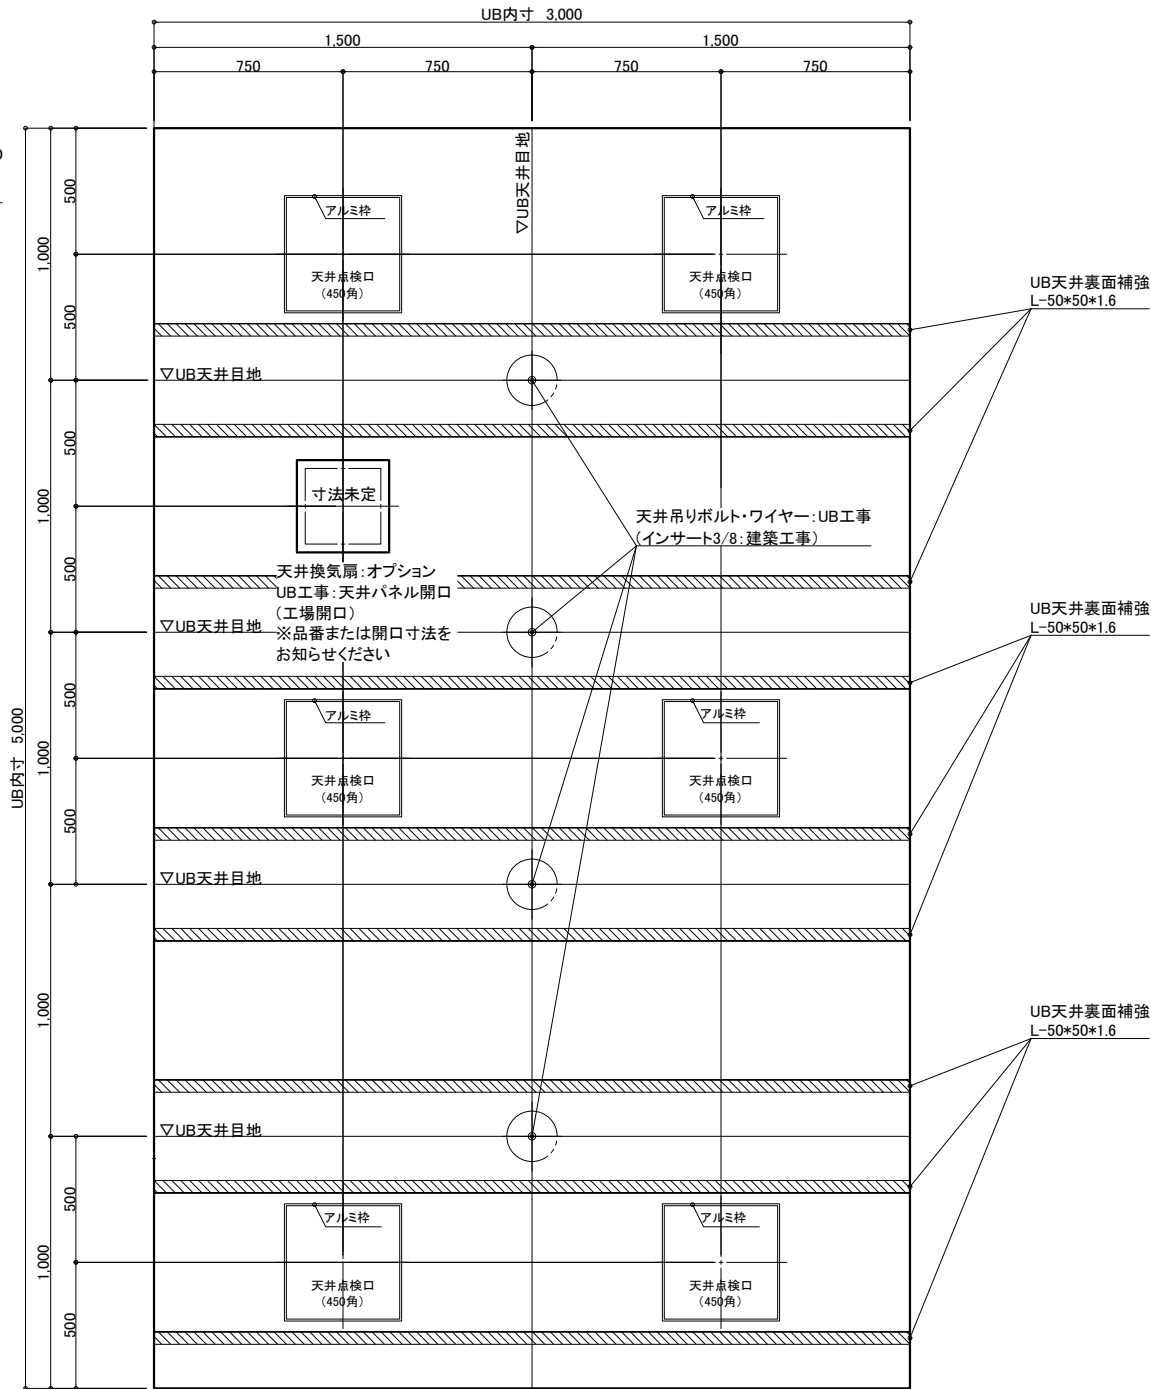 UB内寸 3,000
1,500
1,500
750
750
750
750
▽UB天井目地
500
1,000
500
アルミ枠
天井点検口
(450角)
アルミ枠
天井点検口
(450角)
UB天井裏面補強
L-50*50*1.6
▽UB天井目地
500
1,000
500
寸法未定
天井吊りボルト・ワイヤー:UB工事
(インサート3/8:建築工事)
天井換気扇:オプション
UB工事:天井パネル開口
(工場開口)
※品番または開口寸法を
お知らせください
▽UB天井目地
UB天井裏面補強
L-50*50*1.6
UB内寸 5,000
500
1,000
500
アルミ枠
天井点検口
(450角)
アルミ枠
天井点検口
(450角)
▽UB天井目地
1,000
UB天井裏面補強
L-50*50*1.6
▽UB天井目地
500
1,000
500
アルミ枠
天井点検口
(450角)
アルミ枠
天井点検口
(450角)